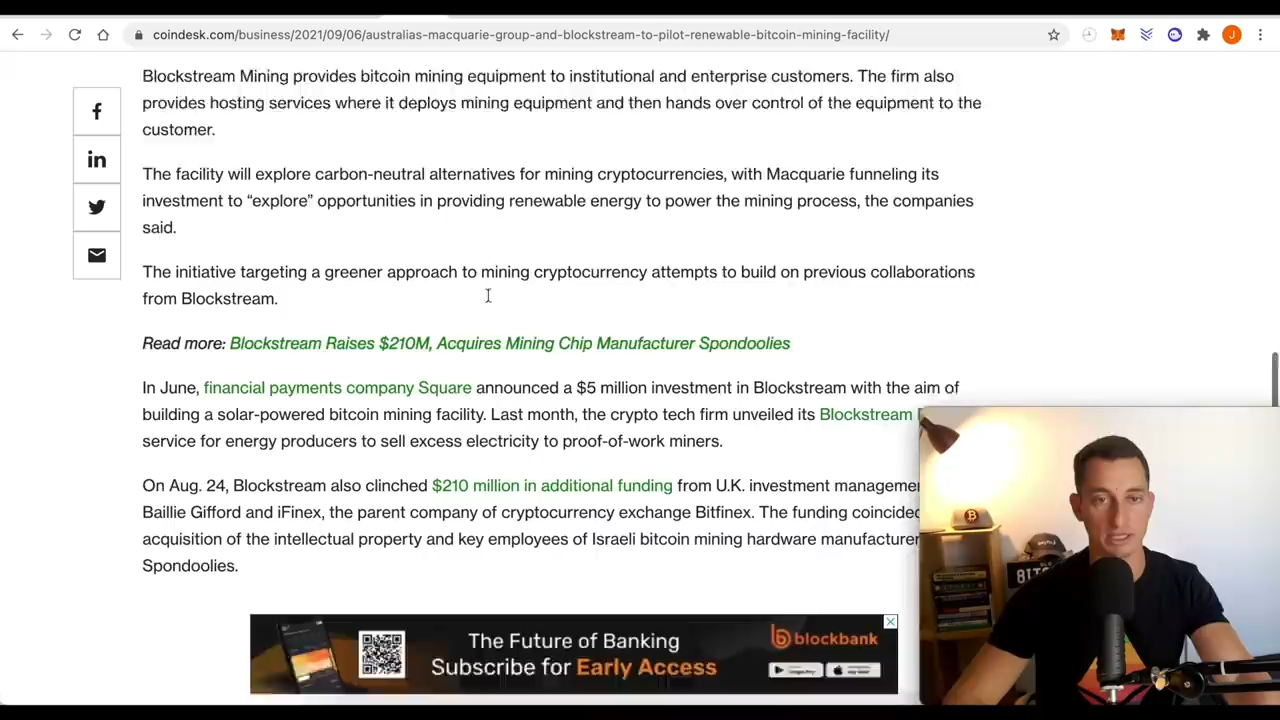 coindesk.com/business/2021/09/06/australias-macquarie-group-and-blockstream-to-pilot-renewable-bitcoin-mining-facility/
J
Blockstream Mining provides bitcoin mining equipment to institutional and enterprise customers. The firm also
provides hosting services where it deploys mining equipment and then hands over control of the equipment to the
customer.
The facility will explore carbon-neutral alternatives for mining cryptocurrencies, with Macquarie funneling its
investment to “explore” opportunities in providing renewable energy to power the mining process, the companies
said.
The initiative targeting a greener approach to mining cryptocurrency attempts to build on previous collaborations
from Blockstream.
Read more: Blockstream Raises $210M, Acquires Mining Chip Manufacturer Spondoolies
In June, financial payments company Square announced a $5 million investment in Blockstream with the aim of
building a solar-powered bitcoin mining facility. Last month, the crypto tech firm unveiled its Blockstream
service for energy producers to sell excess electricity to proof-of-work miners.
On Aug. 24, Blockstream also clinched $210 million in additional funding from U.K. investment manageme
Baillie Gifford and iFinex, the parent company of cryptocurrency exchange Bitfinex. The funding coincided
acquisition of the intellectual property and key employees of Israeli bitcoin mining hardware manufacturer
Spondoolies.
The Future of Banking
Subscribe for Early Access
blockbank